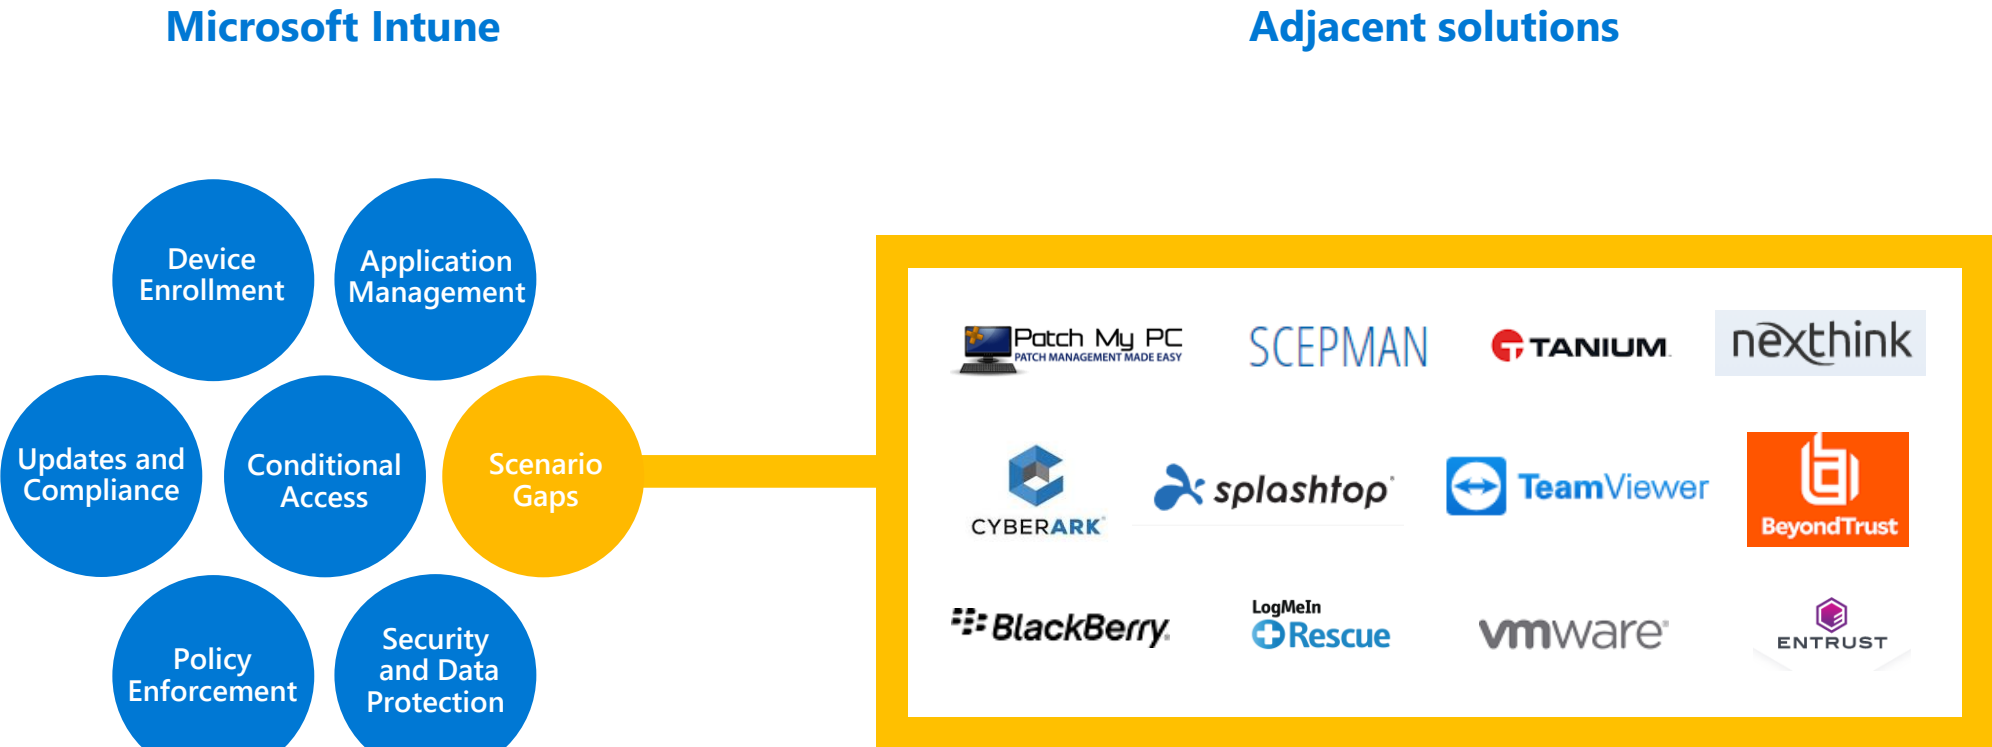 Microsoft Intune
Adjacent solutions
Device
Enrollment
Application
Management
Updates and
Compliance
Conditional
Access
Scenario
Gaps
Policy
Enforcement
Security
and Data
Protection
Patch My PC
PATCH MANAGEMENT MADE EASY
SCEPMAN
TANIUM
nexthink
CYBERARK
splashtop
TeamViewer
BeyondTrust
BlackBerry
LogMeIn
Rescue
vmware
ENTRUST